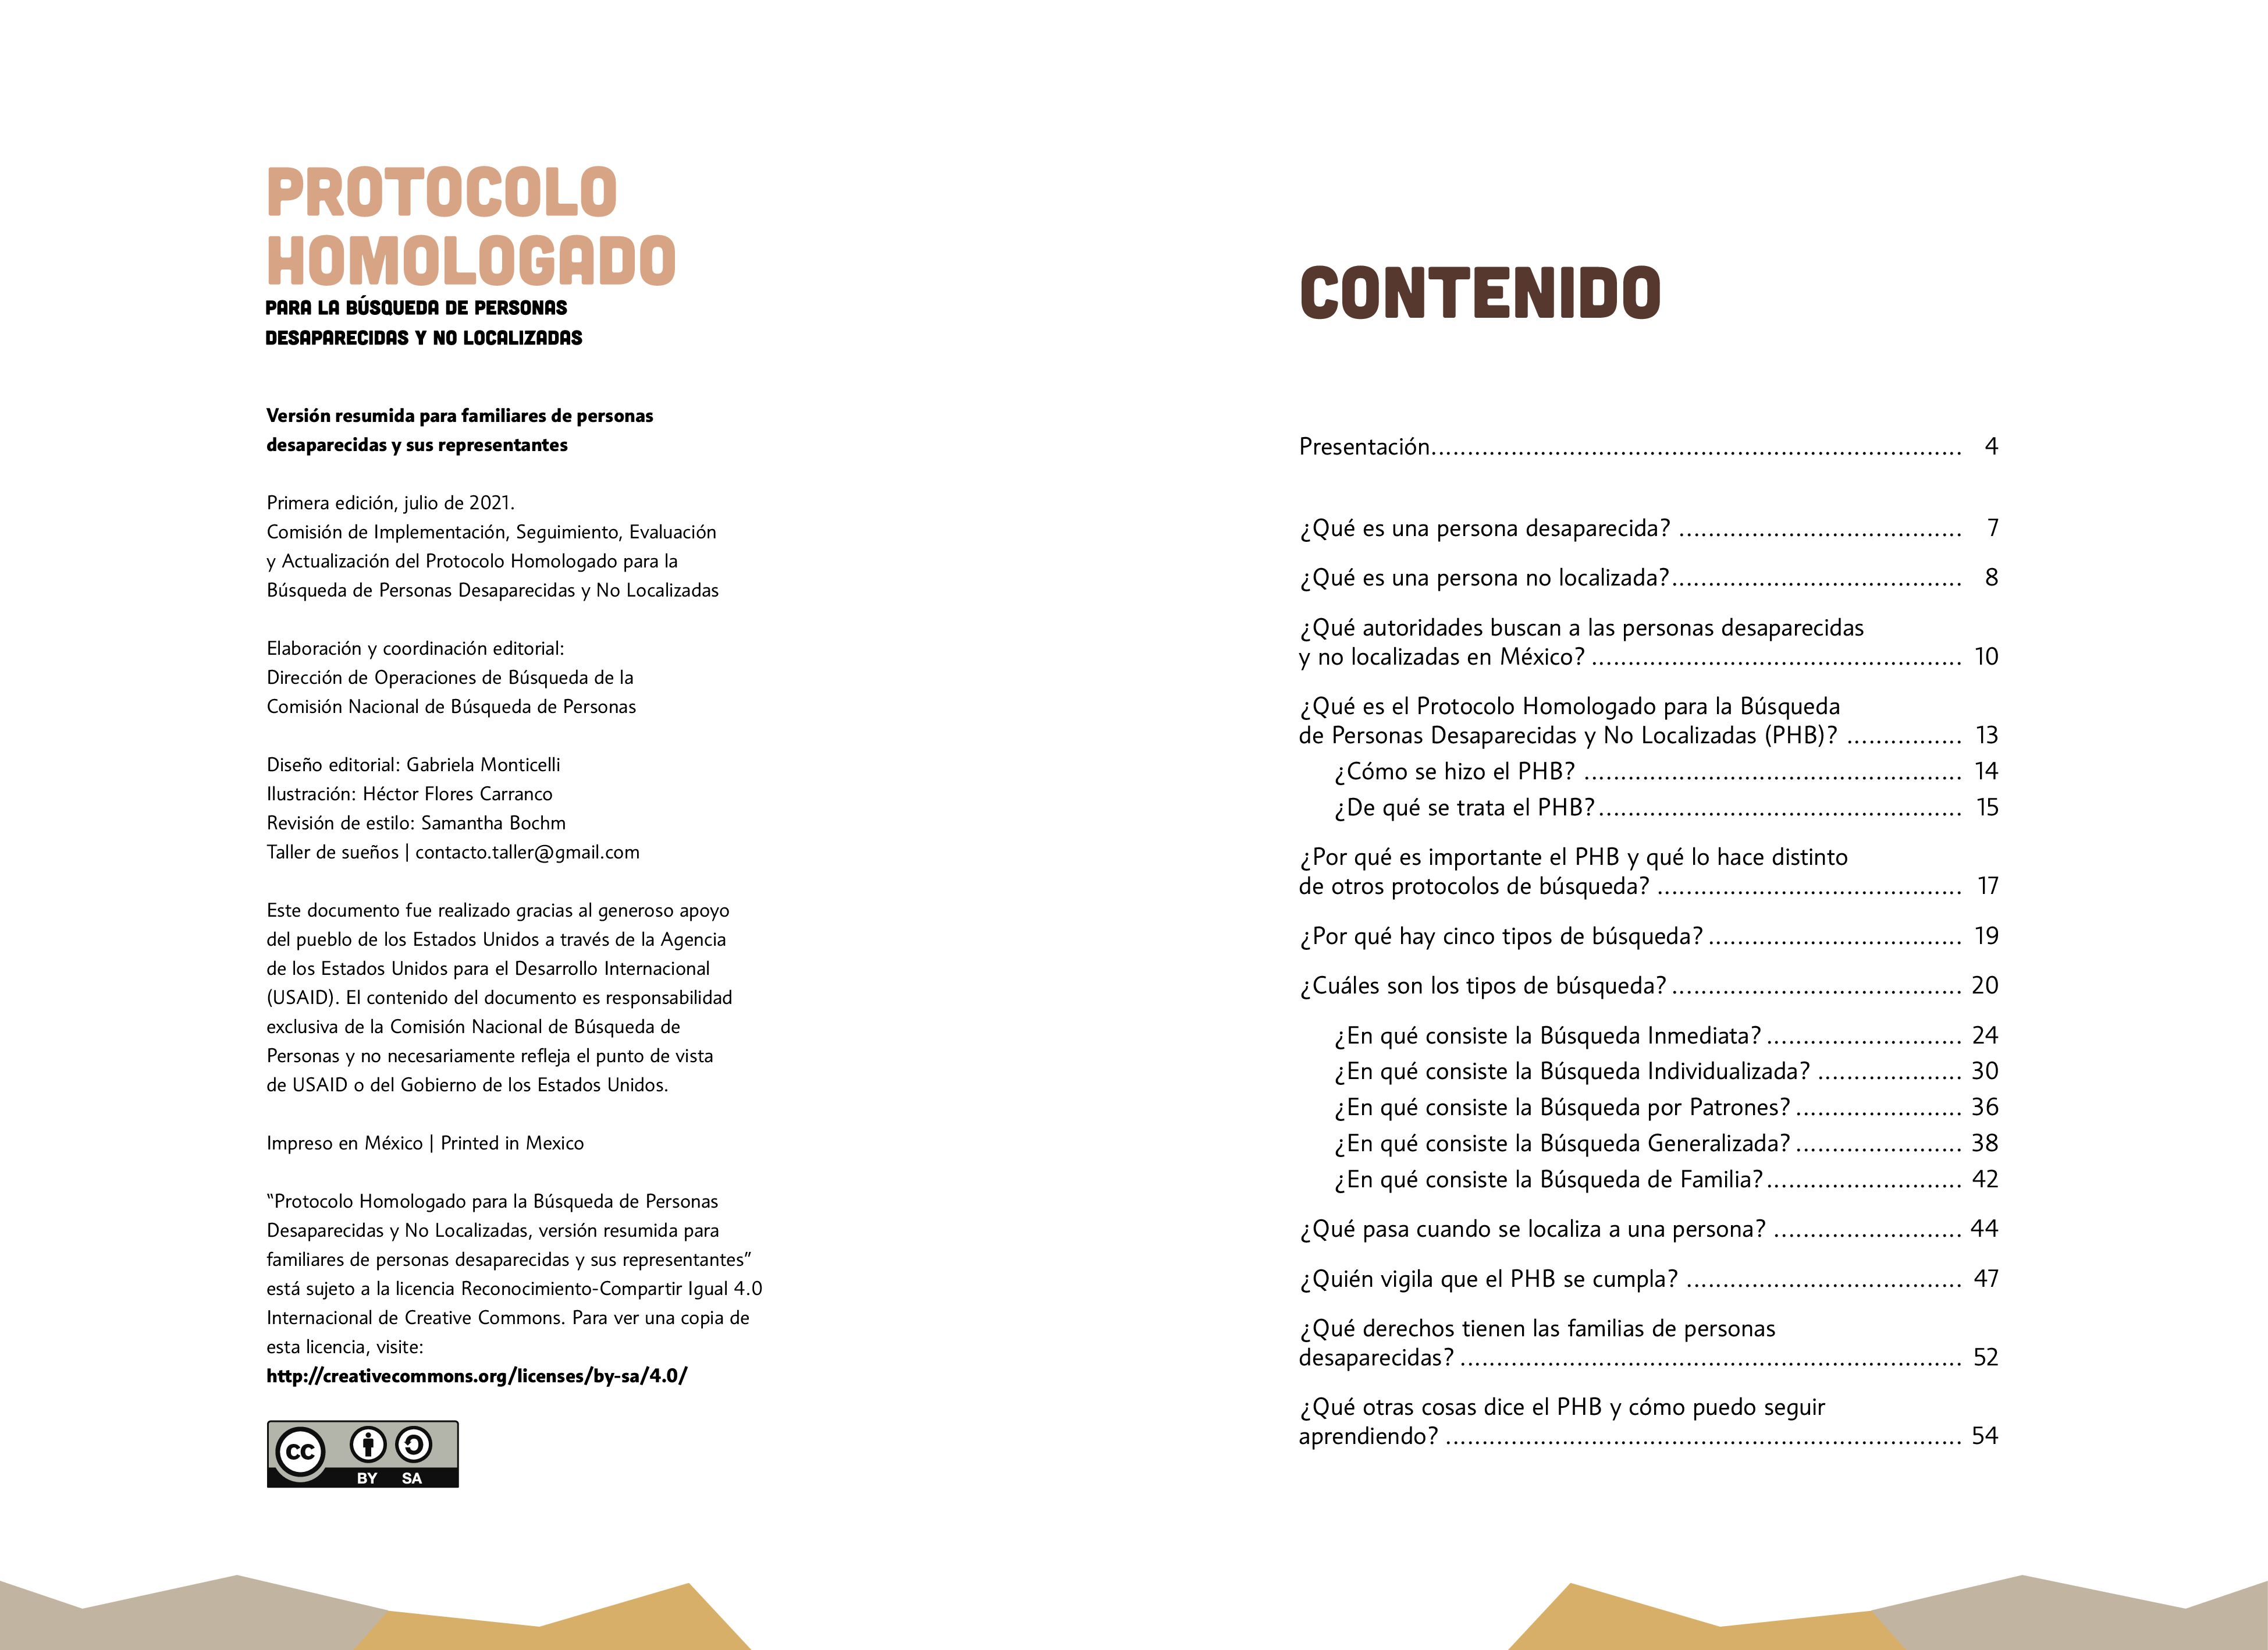 PROTOCOLO
HOMOLOGADO
PARA LA BÚSQUEDA DE PERSONAS
DESAPARECIDAS Y NO LOCALIZADAS
Versión resumida para familiares de personas
desaparecidas y sus representantes
Primera edición, julio de 2021.
Comisión de Implementación, Seguimiento, Evaluación
y Actualización del Protocolo Homologado para la
Búsqueda de Personas Desaparecidas y No Localizadas
Elaboración y coordinación editorial:
Dirección de Operaciones de Búsqueda de la
Comisión Nacional de Búsqueda de Personas
Diseño editorial: Gabriela Monticelli
Ilustración: Héctor Flores Carranco
Revisión de estilo: Samantha Bochm
Taller de sueños | contacto.taller@gmail.com
Este documento fue realizado gracias al generoso apoyo
del pueblo de los Estados Unidos a través de la Agencia
de los Estados Unidos para el Desarrollo Internacional
(USAID). El contenido del documento es responsabilidad
exclusiva de la Comisión Nacional de Búsqueda de
Personas y no necesariamente refleja el punto de vista
de USAID o del Gobierno de los Estados Unidos.
Impreso en México | Printed in Mexico
“Protocolo Homologado para la Búsqueda de Personas
Desaparecidas y No Localizadas, versión resumida para
familiares de personas desaparecidas y sus representantes”
está sujeto a la licencia Reconocimiento-Compartir Igual 4.0
Internacional de Creative Commons. Para ver una copia de
esta licencia, visite:
http://creativecommons.org/licenses/by-sa/4.0/
cc BY SA
CONTENIDO
Presentación........................ 4
¿Qué es una persona desaparecida? ........................ 7
¿Qué es una persona no localizada?........................ 8
¿Qué autoridades buscan a las personas desaparecidas
y no localizadas en México? ........................ 10
¿Qué es el Protocolo Homologado para la Búsqueda
de Personas Desaparecidas y No Localizadas (PHB)? ................ 13
¿Cómo se hizo el PHB? ........................ 14
¿De qué se trata el PHB?........................ 15
¿Por qué es importante el PHB y qué lo hace distinto
de otros protocolos de búsqueda? ........................ 17
¿Por qué hay cinco tipos de búsqueda? ........................ 19
¿Cuáles son los tipos de búsqueda? ........................ 20
¿En qué consiste la Búsqueda Inmediata? ........................ 24
¿En qué consiste la Búsqueda Individualizada? .................... 30
¿En qué consiste la Búsqueda por Patrones? ....................... 36
¿En qué consiste la Búsqueda Generalizada? ....................... 38
¿En qué consiste la Búsqueda de Familia? ........................ 42
¿Qué pasa cuando se localiza a una persona? ........................ 44
¿Quién vigila que el PHB se cumpla? ........................ 47
¿Qué derechos tienen las familias de personas
desaparecidas? ........................ 52
¿Qué otras cosas dice el PHB y cómo puedo seguir
aprendiendo? ........................ 54